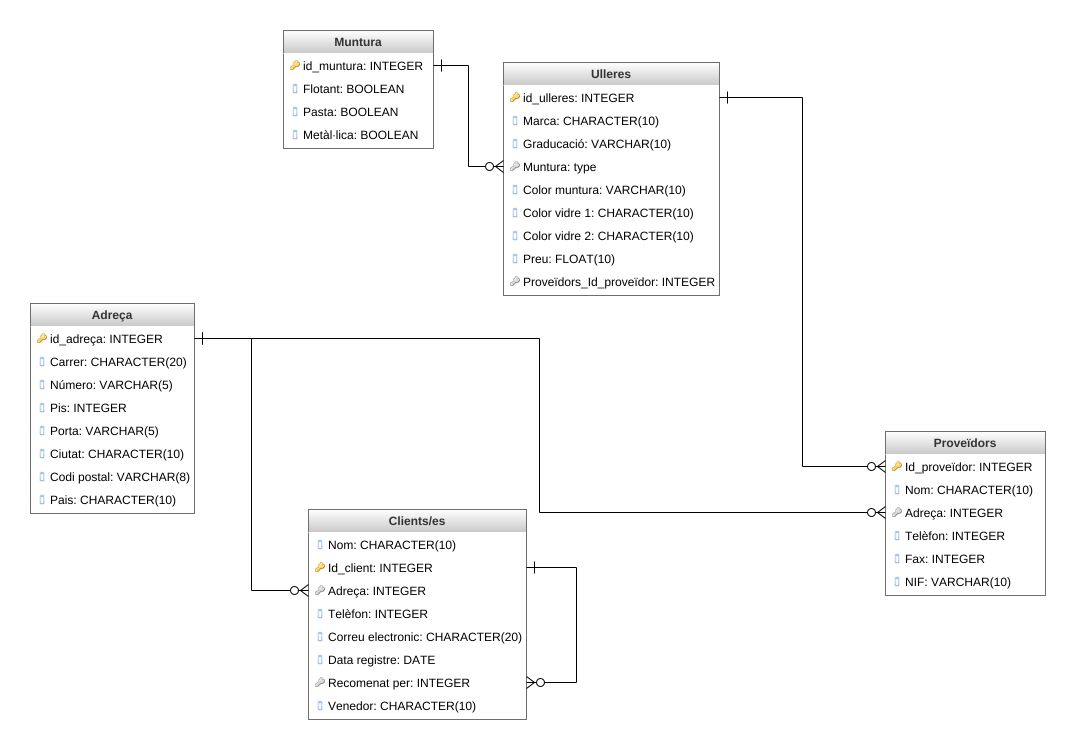 Muntura
id_muntura: INTEGER
Flotant: BOOLEAN
Pasta: BOOLEAN
Metàl·lica: BOOLEAN
Ulleres
id_ulleres: INTEGER
Marca: CHARACTER(10)
Graducació: VARCHAR(10)
Muntura: type
Color muntura: VARCHAR(10)
Color vidre 1: CHARACTER(10)
Color vidre 2: CHARACTER(10)
Preu: FLOAT(10)
Proveïdors_Id_proveïdor: INTEGER
Adreça
id_adreça: INTEGER
Carrer: CHARACTER(20)
Número: VARCHAR(5)
Pis: INTEGER
Porta: VARCHAR(5)
Ciutat: CHARACTER(10)
Codi postal: VARCHAR(8)
Pais: CHARACTER(10)
Clients/es
Nom: CHARACTER(10)
Id_client: INTEGER
Adreça: INTEGER
Telèfon: INTEGER
Correu electronic: CHARACTER(20)
Data registre: DATE
Recomenat per: INTEGER
Venedor: CHARACTER(10)
Proveïdors
Id_proveïdor: INTEGER
Nom: CHARACTER(10)
Adreça: INTEGER
Telèfon: INTEGER
Fax: INTEGER
NIF: VARCHAR(10)